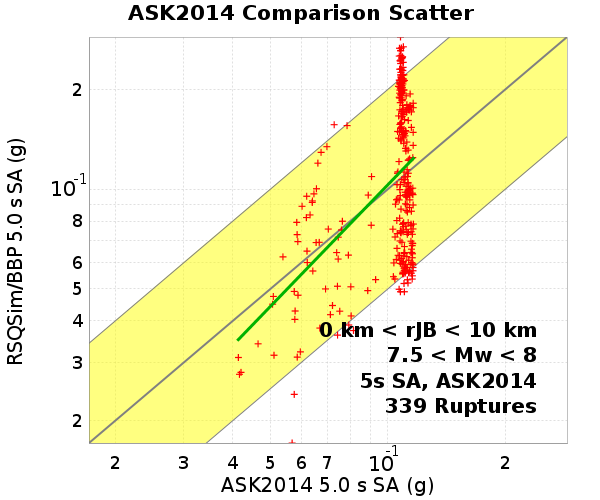 ASK2014 Comparison Scatter
RSQSim/BBP 5.0 s SA (g)
2
10-1
8
6
5
4
3
2
0 km < rJB < 10 km
7.5 < Mw < 8
5s SA, ASK2014
339 Ruptures
2 3 4 5 6 7 10-1 2
ASK2014 5.0 s SA (g)